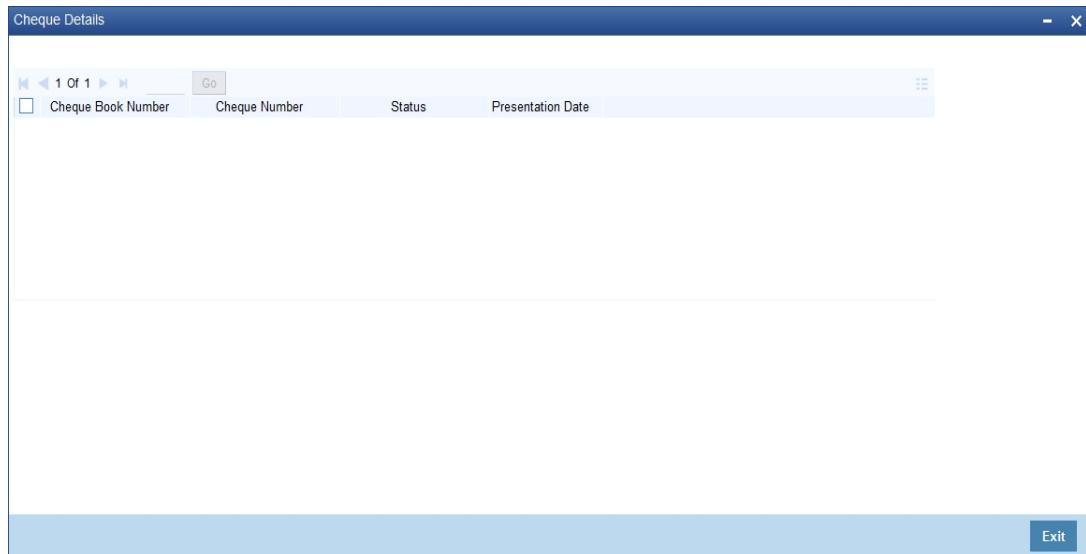 Cheque Details
1 Of 1 Go
Cheque Book Number Cheque Number Status Presentation Date
Exit